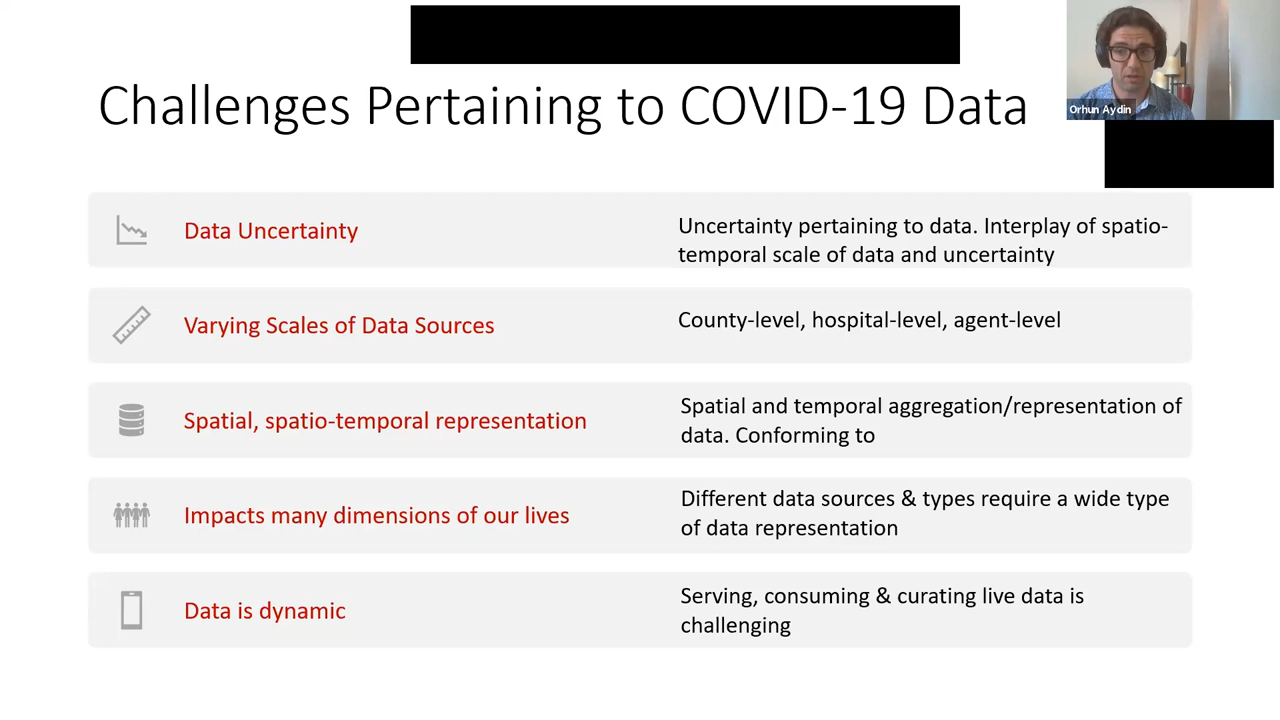 Challenges Pertaining to COVID-19 Data
Orhun Aydin
Data Uncertainty
Uncertainty pertaining to data. Interplay of spatio-
temporal scale of data and uncertainty
Varying Scales of Data Sources
County-level, hospital-level, agent-level
Spatial, spatio-temporal representation
Spatial and temporal aggregation/representation of
data. Conforming to
Impacts many dimensions of our lives
Different data sources & types require a wide type
of data representation
Data is dynamic
Serving, consuming & curating live data is
challenging